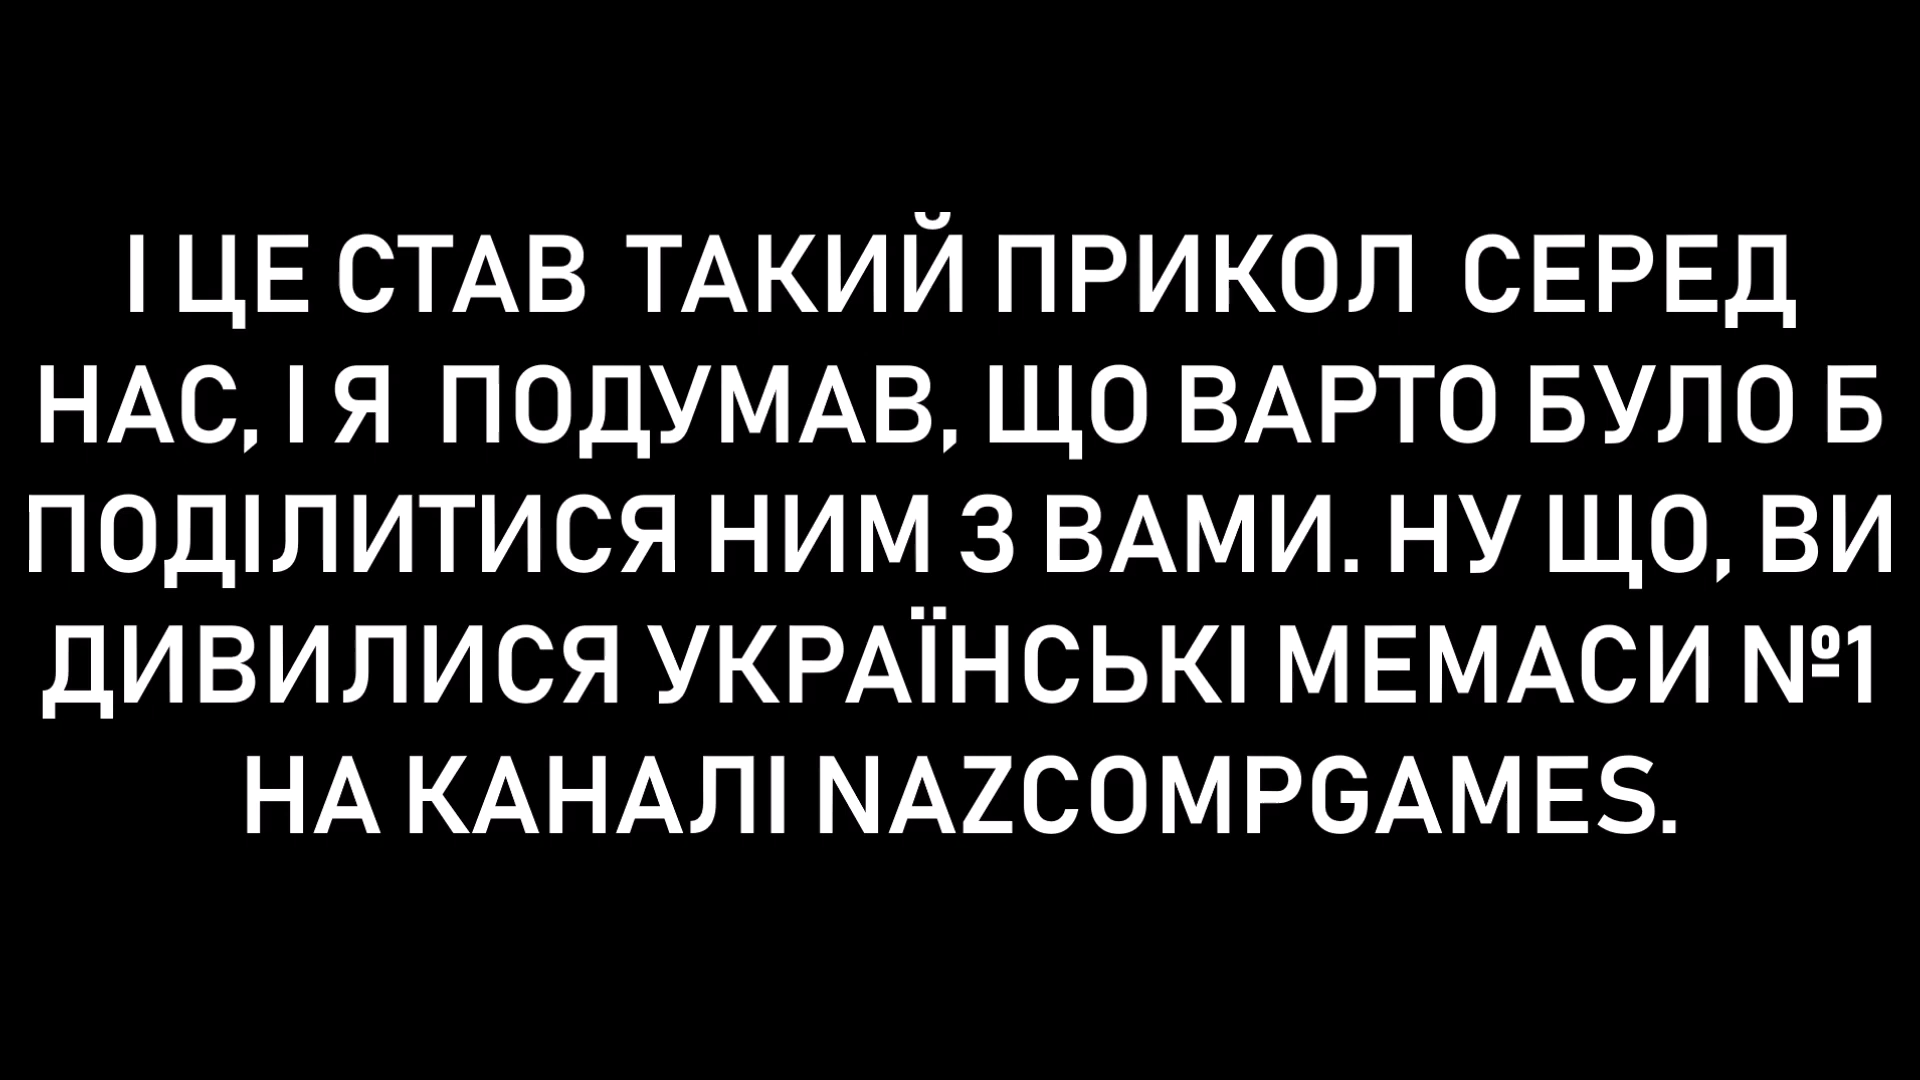 І ЦЕ СТАВ ТАКИЙ ПРИКОЛ СЕРЕД
НАС, І Я ПОДУМАВ, ЩО ВАРТО БУЛО Б
ПОДІЛИТИСЯ НИМ З ВАМИ. НУ ЩО, ВИ
ДИВИЛИСЯ УКРАЇНСЬКІ МЕМАСИ №1
НА КАНАЛІ NAZCOMPGAMES.